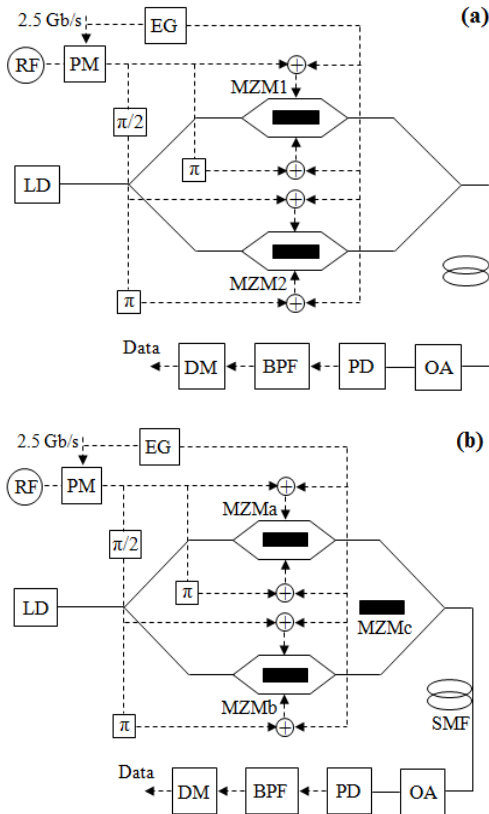 (a)
2.5 Gb/s
EG
RF
PM
MZM1
π/2
LD
π
MZM2
π
Data
DM
BPF
PD
OA
(b)
2.5 Gb/s
EG
RF
PM
MZMa
π/2
π
LD
MZMc
MZMb
π
SMF
Data
DM
BPF
PD
OA